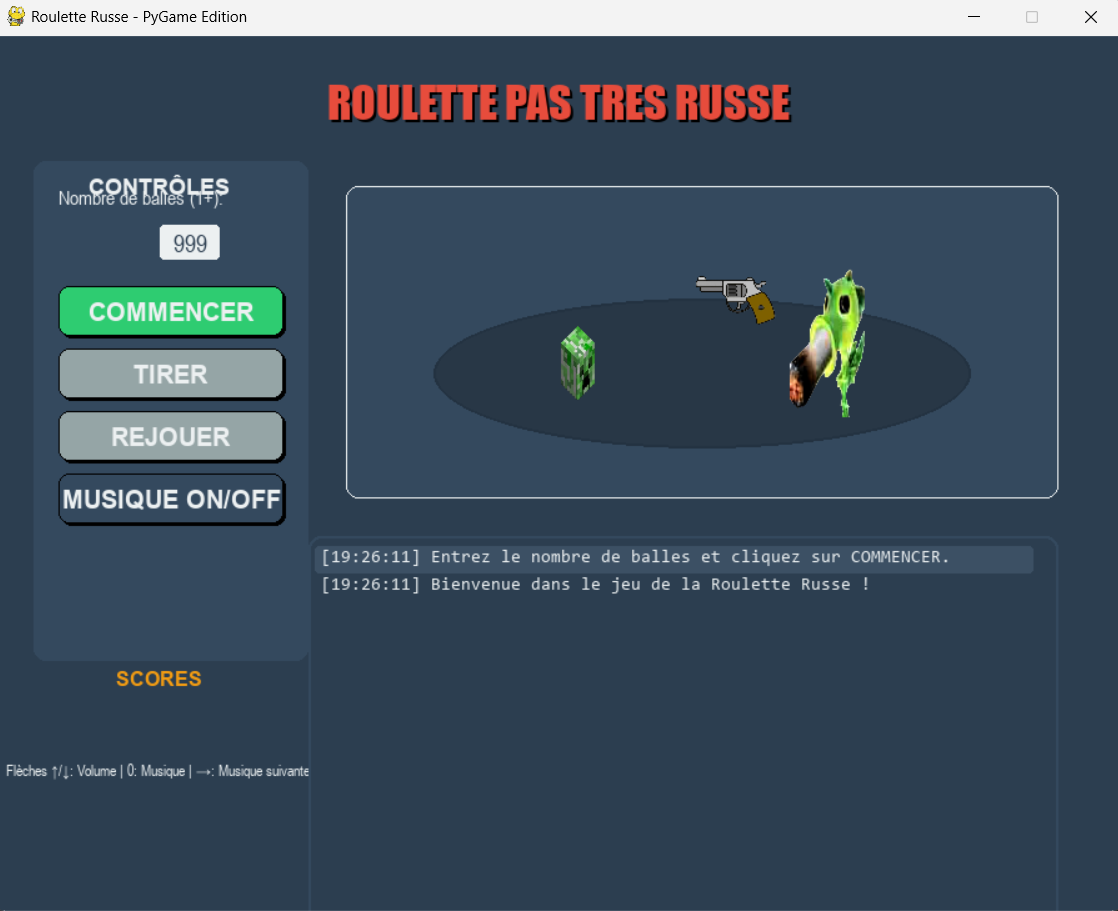 Roulette Russe - PyGame Edition
ROULETTE PAS TRES RUSSE
CONTRÔLES
Nombre de balles (1+):
999
COMMENCER
TIRER
REJOUER
MUSIQUE ON/OFF
[19:26:11] Entrez le nombre de balles et cliquez sur COMMENCER.
[19:26:11] Bienvenue dans le jeu de la Roulette Russe !
SCORES
Flèches ↑/↓: Volume | 0: Musique | →: Musique suivante